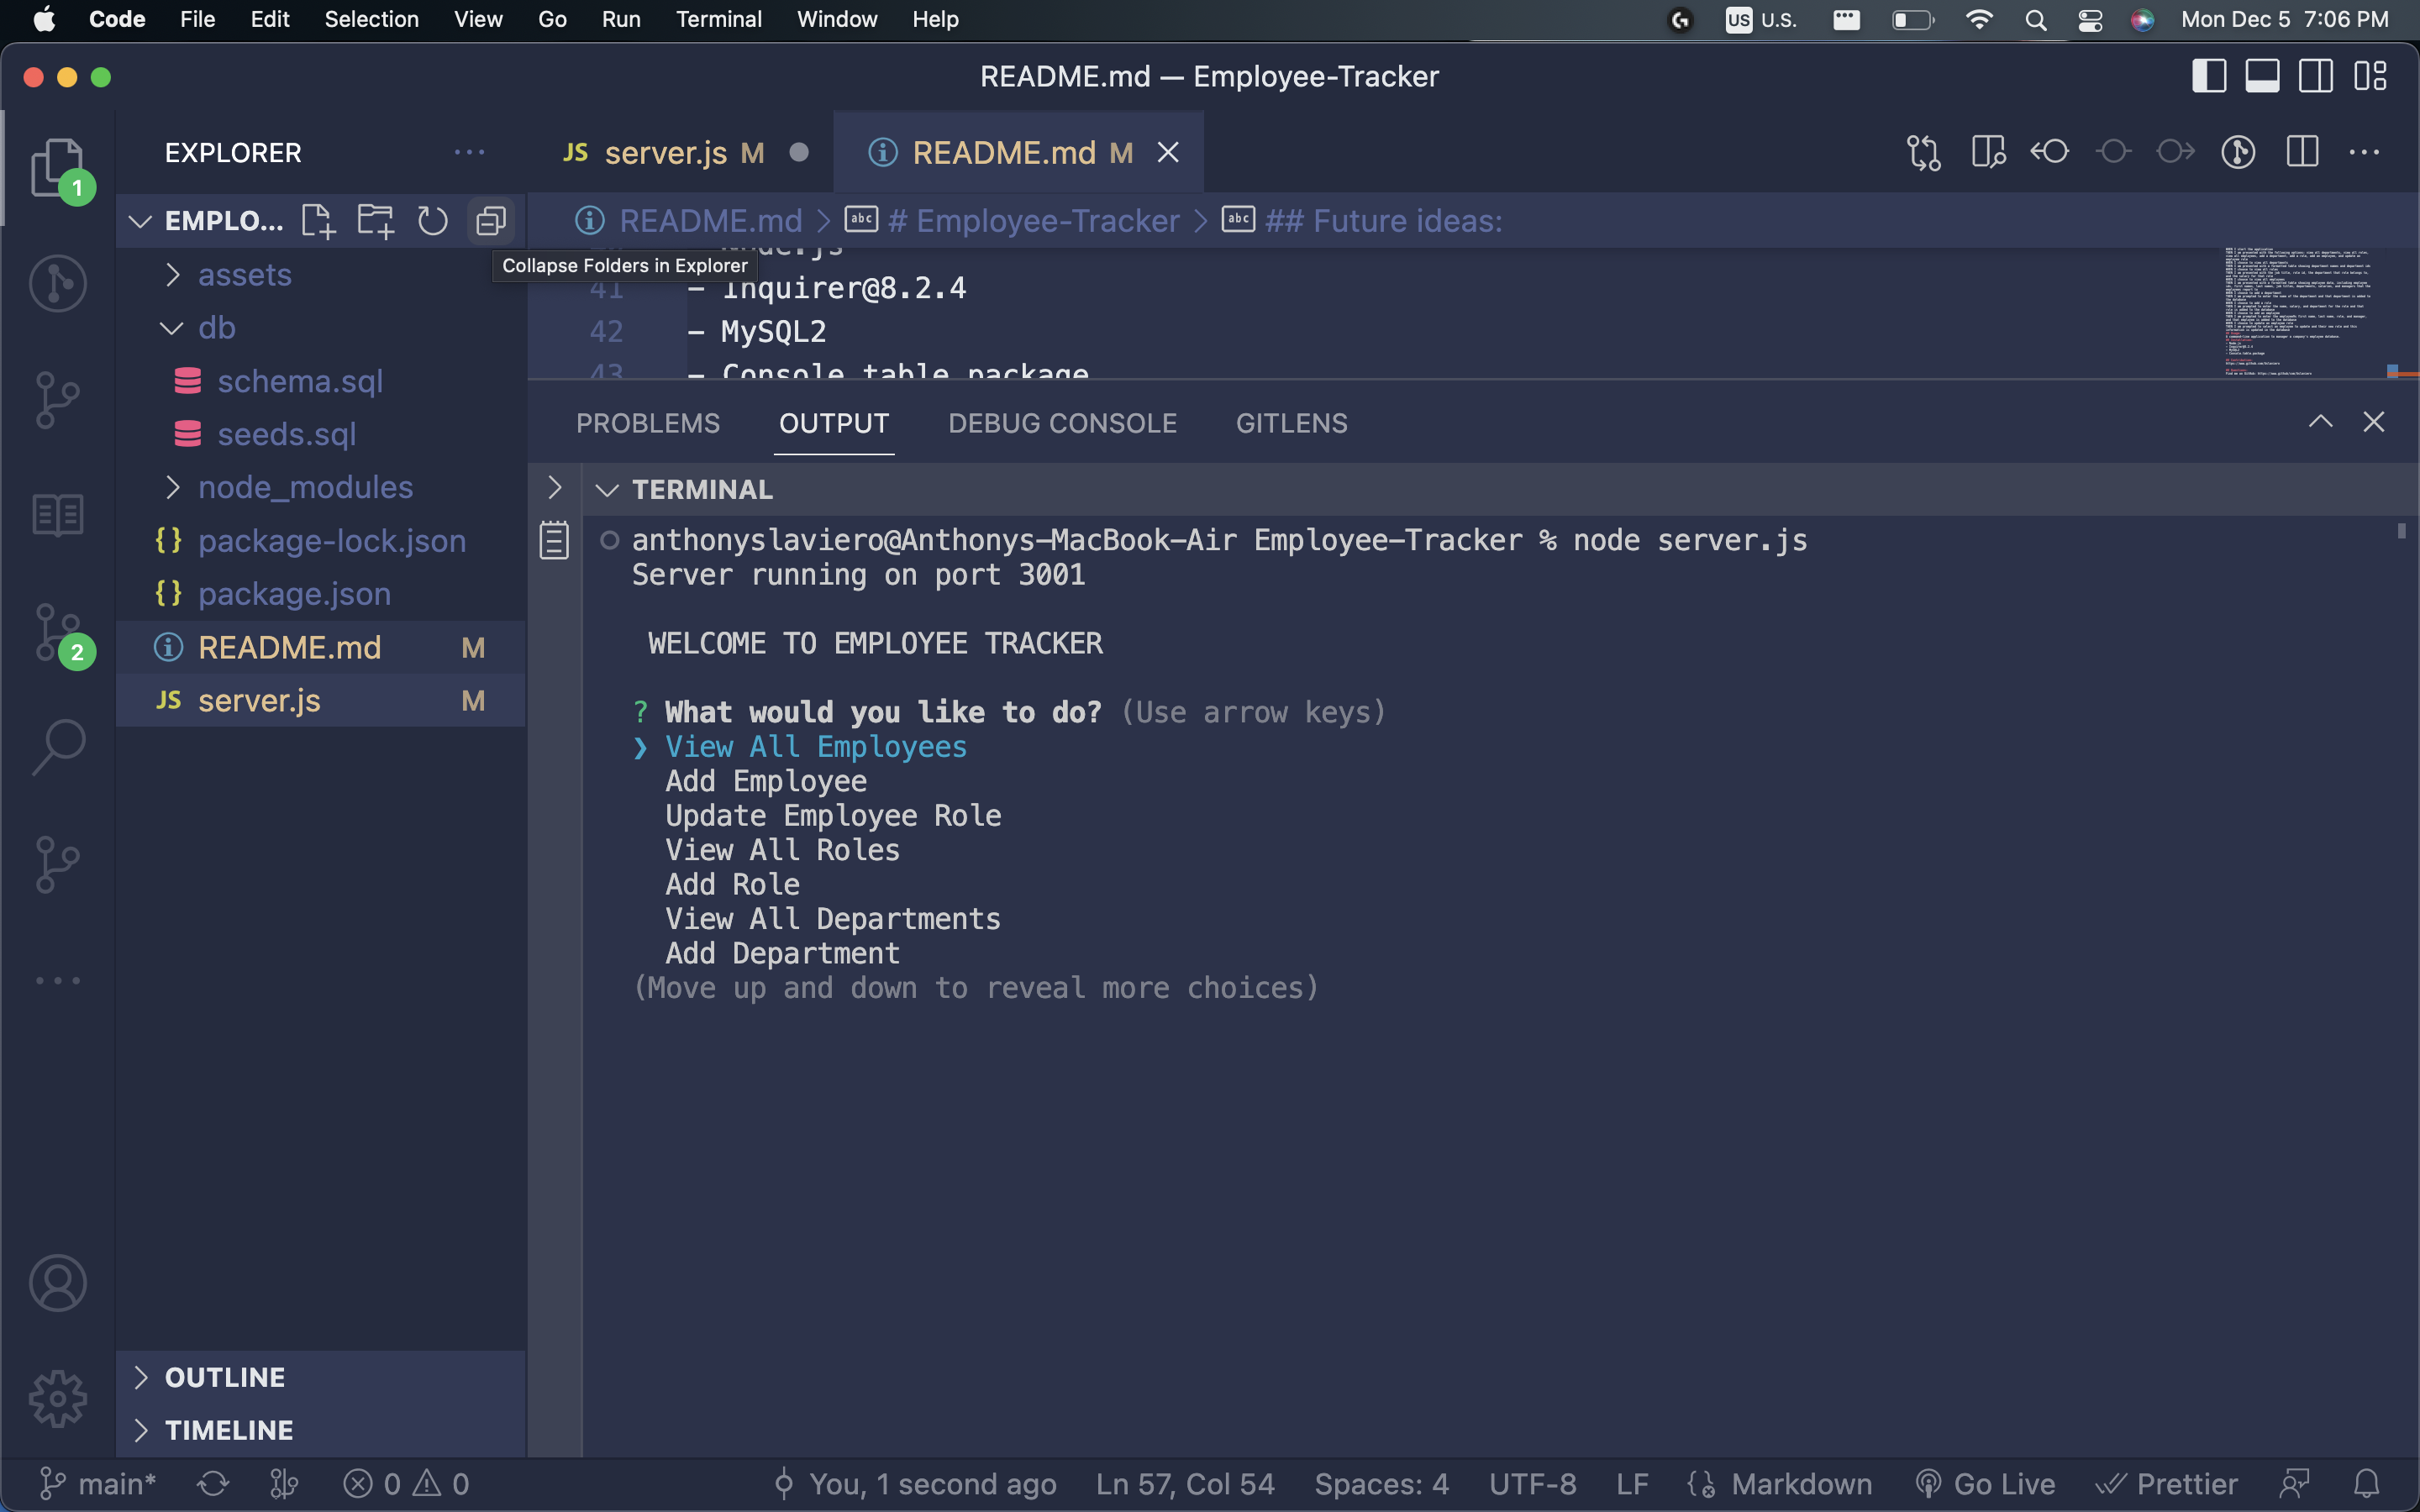 Code File Edit Selection View Go Run Terminal Window Help US U.S. Mon Dec 5 7:06 PM
README.md — Employee-Tracker
EXPLORER
JS server.js M README.md M
1
EMPLO...
README.md > abc # Employee-Tracker > abc ## Future ideas:
Collapse Folders in Explorer
assets
41 - Inquirer@8.2.4
db
42 - MySQL2
43 - Console table package
schema.sql
seeds.sql
node_modules
package-lock.json
package.json
README.md M
2
JS server.js M
PROBLEMS OUTPUT DEBUG CONSOLE GITLENS
TERMINAL
anthonyslaviero@Anthonys-MacBook-Air Employee-Tracker % node server.js
Server running on port 3001
WELCOME TO EMPLOYEE TRACKER
? What would you like to do? (Use arrow keys)
❯ View All Employees
Add Employee
Update Employee Role
View All Roles
Add Role
View All Departments
Add Department
(Move up and down to reveal more choices)
OUTLINE
TIMELINE
main* 0 0 You, 1 second ago Ln 57, Col 54 Spaces: 4 UTF-8 LF Markdown Go Live Prettier